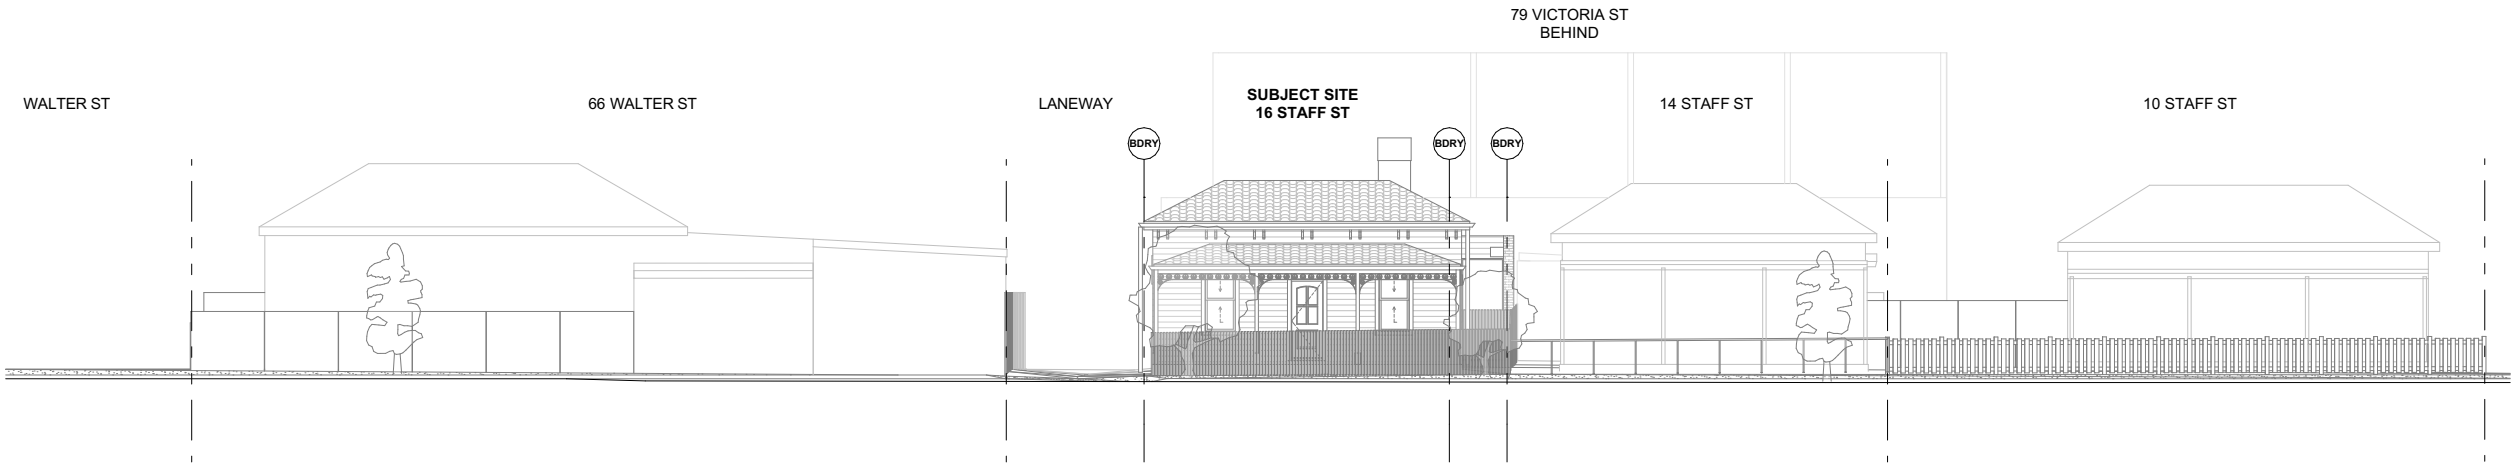 79 VICTORIA ST
BEHIND
WALTER ST
66 WALTER ST
LANEWAY
SUBJECT SITE
16 STAFF ST
14 STAFF ST
10 STAFF ST
BDRY
BDRY
BDRY